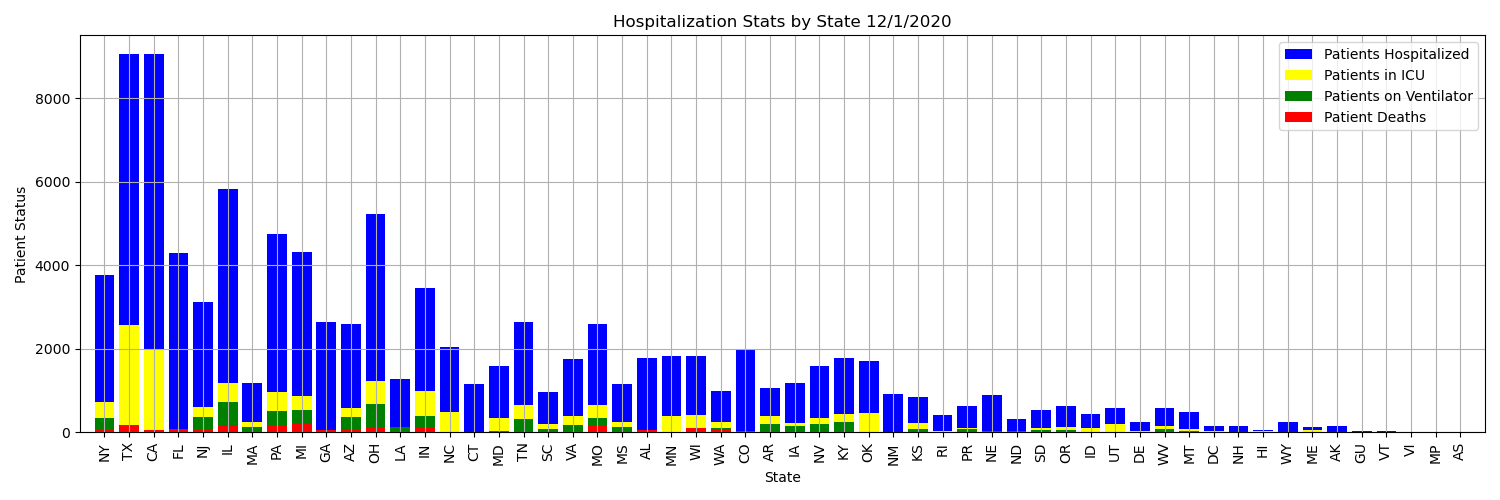 Hospitalization Stats by State 12/1/2020
Patients Hospitalized
Patients in ICU
Patients on Ventilator
Patient Deaths
Patient Status
8000
6000
4000
2000
0
NY TX CA FL NJ IL MA PA MI GA AZ OH LA IN NC CT MD TN SC VA MO MS AL MN WI WA CO AR IA NV KY OK NM KS RI PR NE ND SD OR ID UT DE WV MT DC NH HI WY ME AK GU VT VI MP AS
State